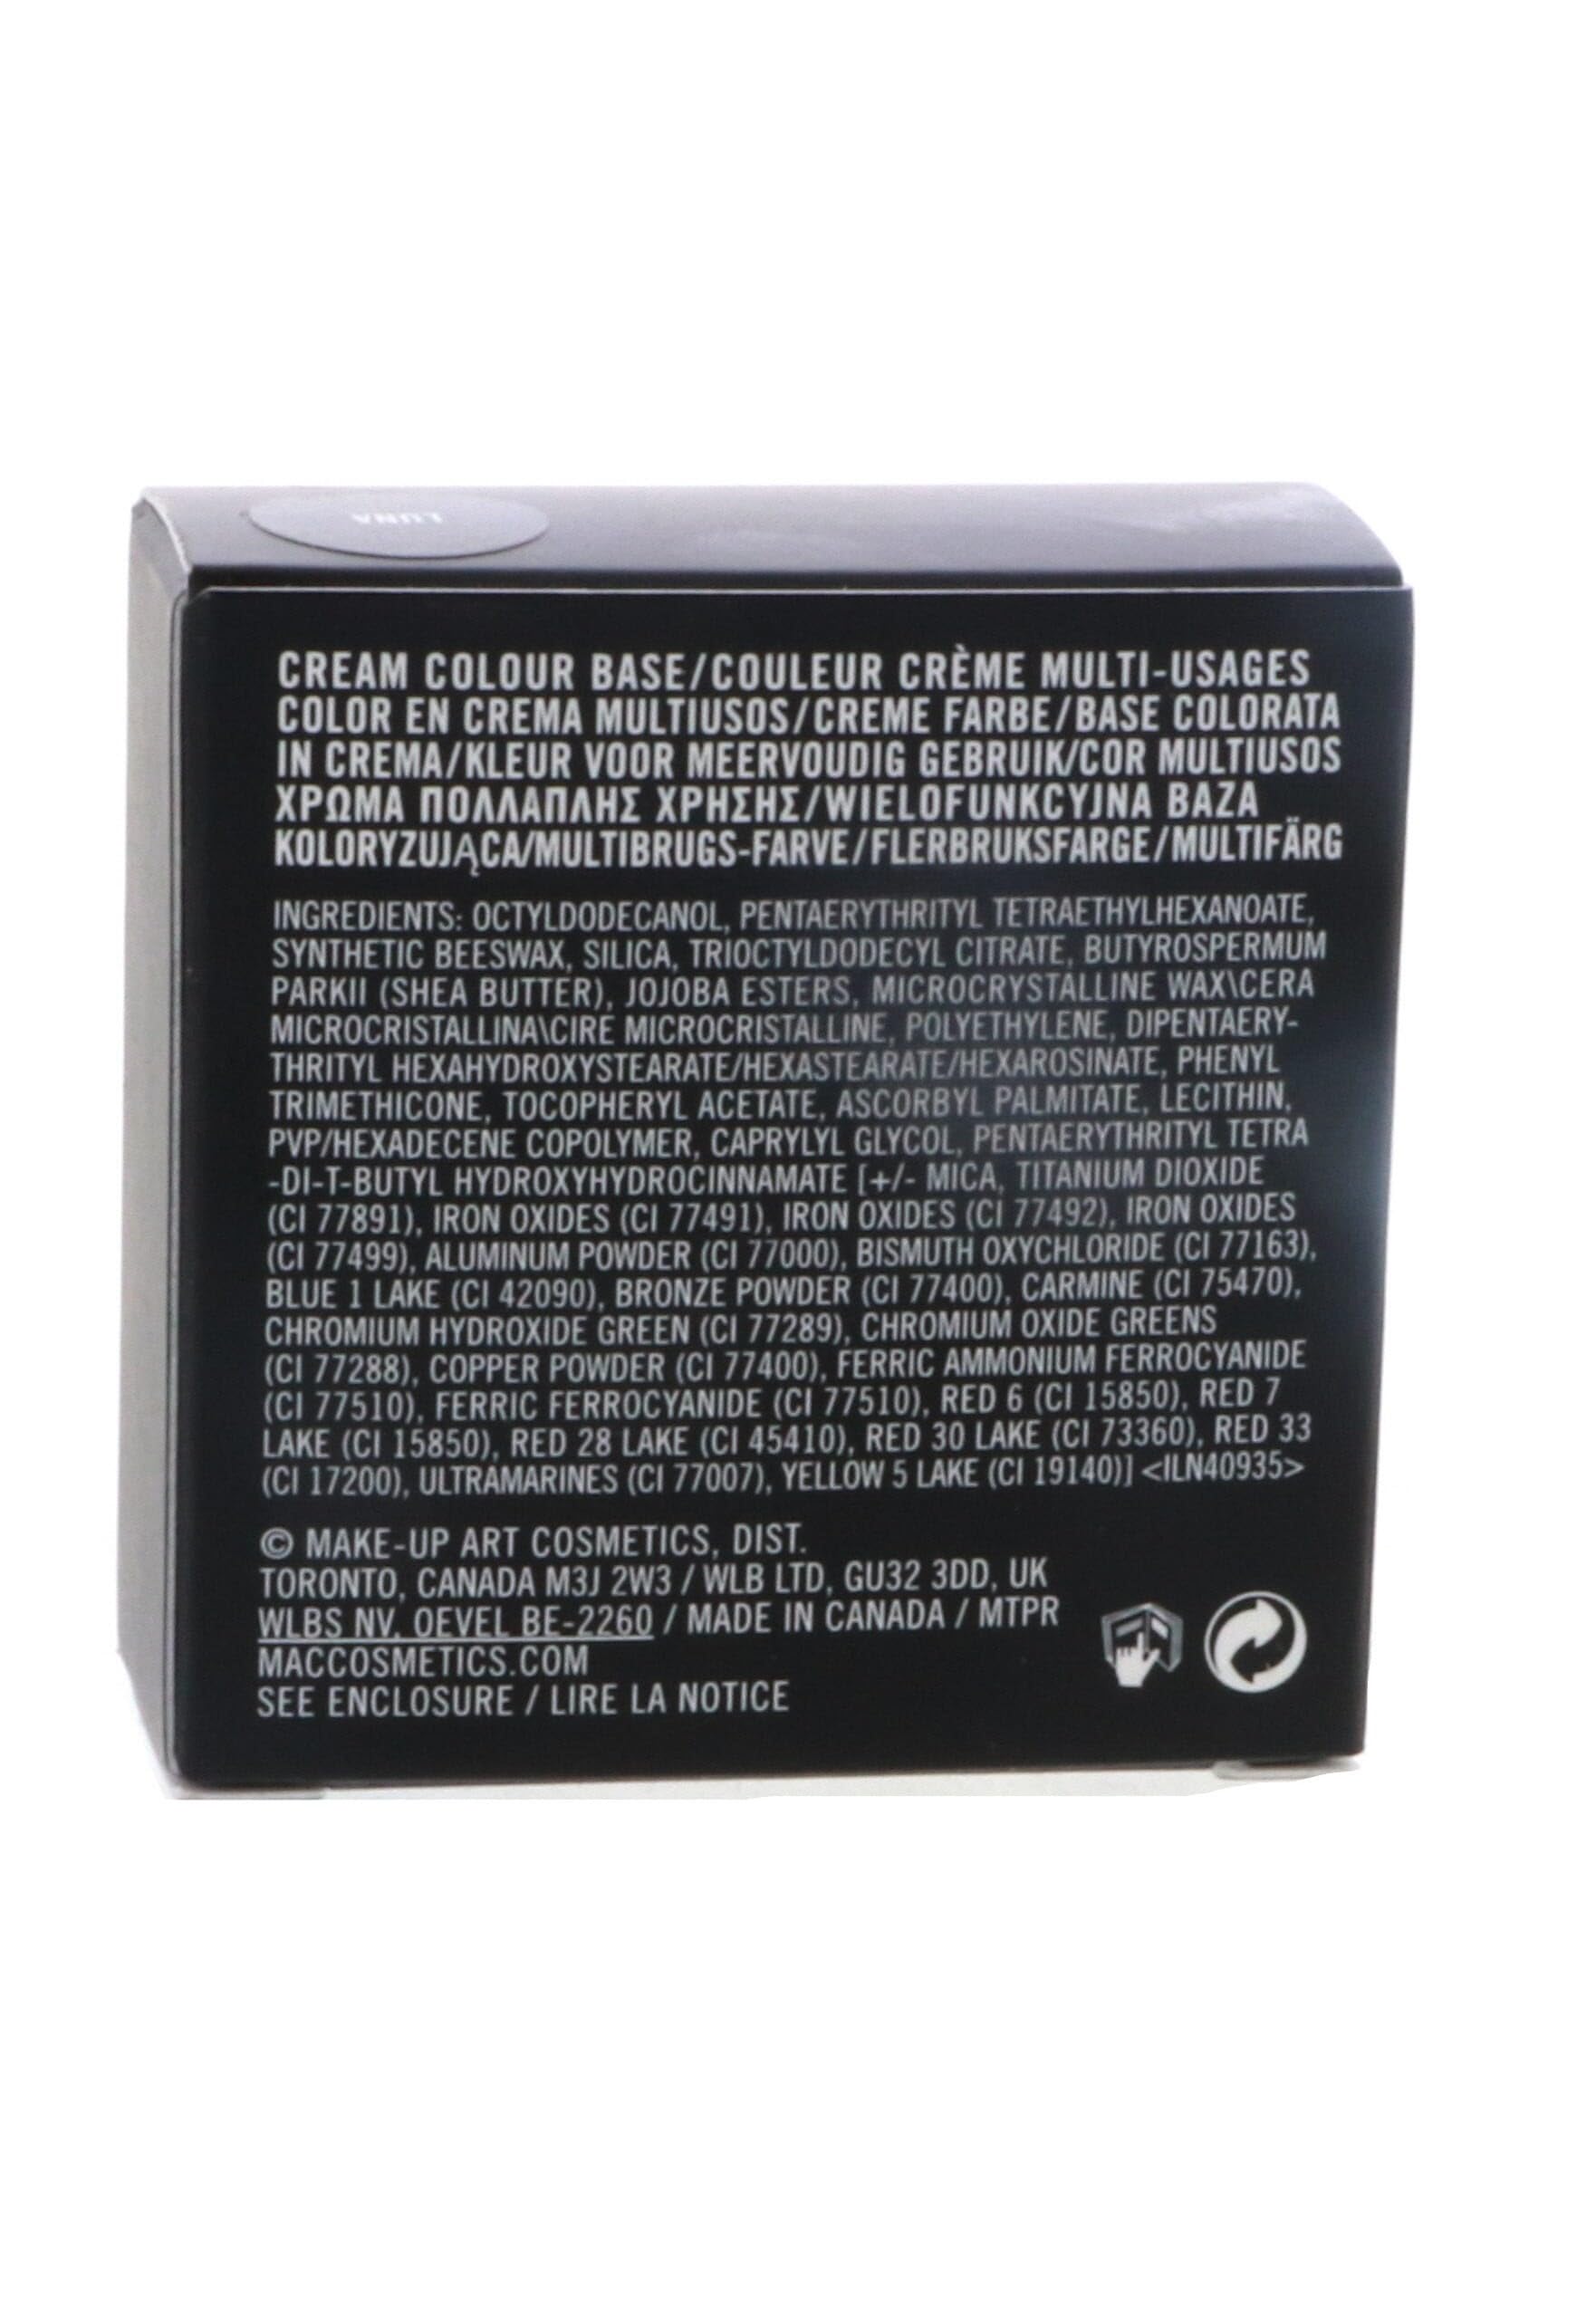 LUNA
CREAM COLOUR BASE/COULEUR CRÈME MULTI-USAGES
COLOR EN CREMA MULTIUSOS/CREME FARBE/BASE COLORATA
IN CREMA/KLEUR VOOR MEERVOUDIG GEBRUIK/COR MULTIUSOS
ΧΡΩΜΑ ΠΟΛΛΑΠΛΗΣ ΧΡΗΣΗΣ/WIELOFUNKCYJNA BAZA
KOLORYZUJĄCA/MULTIBRUGS-FARVE/FLERBRUKSFARGE/MULTIFÄRG
INGREDIENTS: OCTYLDODECANOL, PENTAERYTHRITYL TETRAETHYLHEXANOATE,
SYNTHETIC BEESWAX, SILICA, TRIOCTYLDODECYL CITRATE, BUTYROSPERMUM
PARKII (SHEA BUTTER), JOJOBA ESTERS, MICROCRYSTALLINE WAX\CERA
MICROCRISTALLINA\CIRE MICROCRISTALLINE, POLYETHYLENE, DIPENTAERY-
THRITYL HEXAHYDROXYSTEARATE/HEXASTEARATE/HEXAROSINATE, PHENYL
TRIMETHICONE, TOCOPHERYL ACETATE, ASCORBYL PALMITATE, LECITHIN,
PVP/HEXADECENE COPOLYMER, CAPRYLYL GLYCOL, PENTAERYTHRITYL TETRA
-DI-T-BUTYL HYDROXYHYDROCINNAMATE [+/- MICA, TITANIUM DIOXIDE
(CI 77891), IRON OXIDES (CI 77491), IRON OXIDES (CI 77492), IRON OXIDES
(CI 77499), ALUMINUM POWDER (CI 77000), BISMUTH OXYCHLORIDE (CI 77163),
BLUE 1 LAKE (CI 42090), BRONZE POWDER (CI 77400), CARMINE (CI 75470),
CHROMIUM HYDROXIDE GREEN (CI 77289), CHROMIUM OXIDE GREENS
(CI 77288), COPPER POWDER (CI 77400), FERRIC AMMONIUM FERROCYANIDE
(CI 77510), FERRIC FERROCYANIDE (CI 77510), RED 6 (CI 15850), RED 7
LAKE (CI 15850), RED 28 LAKE (CI 45410), RED 30 LAKE (CI 73360), RED 33
(CI 17200), ULTRAMARINES (CI 77007), YELLOW 5 LAKE (CI 19140)] <ILN40935>
© MAKE-UP ART COSMETICS, DIST.
TORONTO, CANADA M3J 2W3 / WLB LTD, GU32 3DD, UK
WLBS NV, OEVEL BE-2260 / MADE IN CANADA / MTPR
MACCOSMETICS.COM
SEE ENCLOSURE / LIRE LA NOTICE